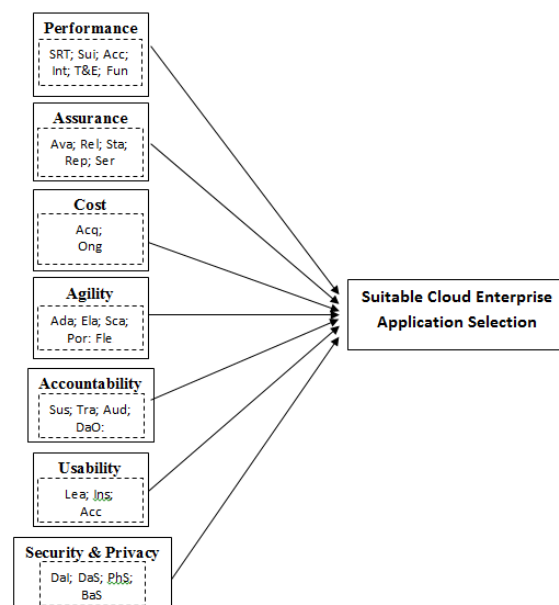 Performance
SRT; Sui; Acc;
Int; T&E; Fun
Assurance
Ava; Rel; Sta;
Rep; Ser
Cost
Acq;
Ong
Agility
Ada; Ela; Sca;
Por: Fle
Accountability
Sus; Tra; Aud;
DaO:
Usability
Lea; Ins;
Acc
Security & Privacy
DaI; DaS; PhS;
BaS
Suitable Cloud Enterprise
Application Selection